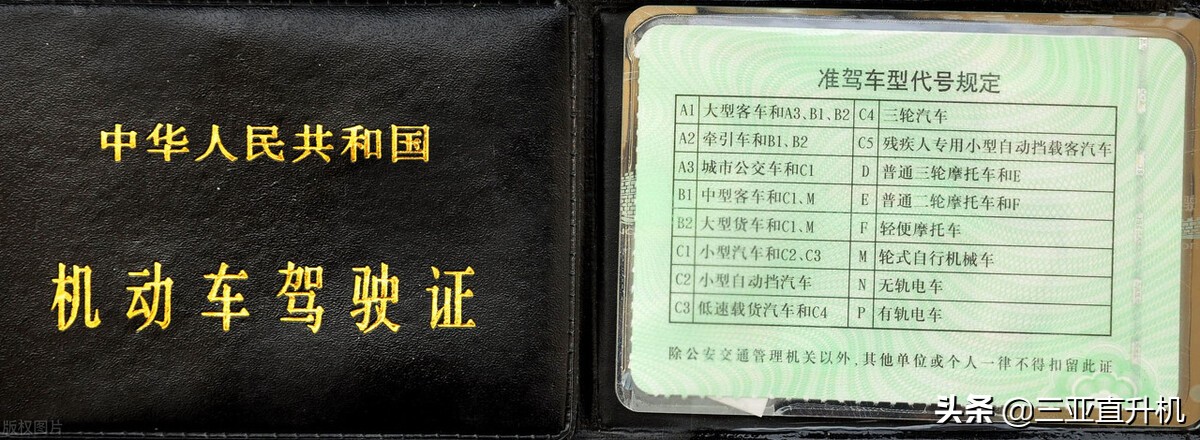 中华人民共和国
机动车驾驶证
准驾车型代号规定
A1 大型客车和A3、B1、B2 C4 三轮汽车
A2 牵引车和B1、B2 C5 残疾人专用小型自动挡载客汽车
A3 城市公交车和C1 D 普通三轮摩托车和E
B1 中型客车和C1、M E 普通二轮摩托车和F
B2 大型货车和C1、M F 轻便摩托车
C1 小型汽车和C2、C3 M 轮式自行机械车
C2 小型自动挡汽车 N 无轨电车
C3 低速载货汽车和C4 P 有轨电车
除公安交通管理机关以外,其他单位或个人一律不得扣留此证
版权图片
头条 @三亚直升机